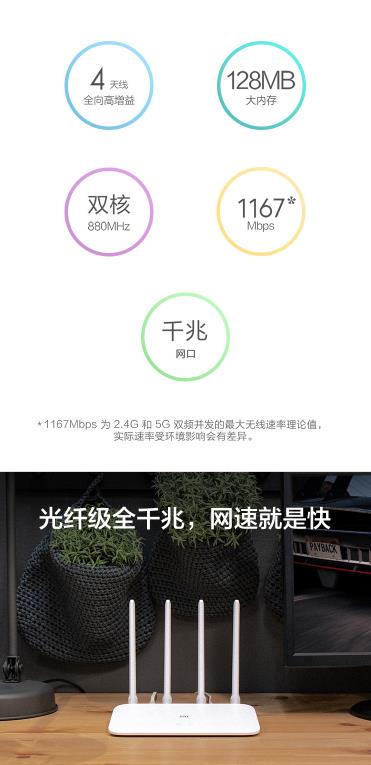 4 天线
全向高增益
128MB
大内存
双核
880MHz
1167*
Mbps
千兆
网口
*1167Mbps 为 2.4G 和 5G 双频并发的最大无线速率理论值，
实际速率受环境影响会有差异。
光纤级全千兆，网速就是快
PAYBACK
mi